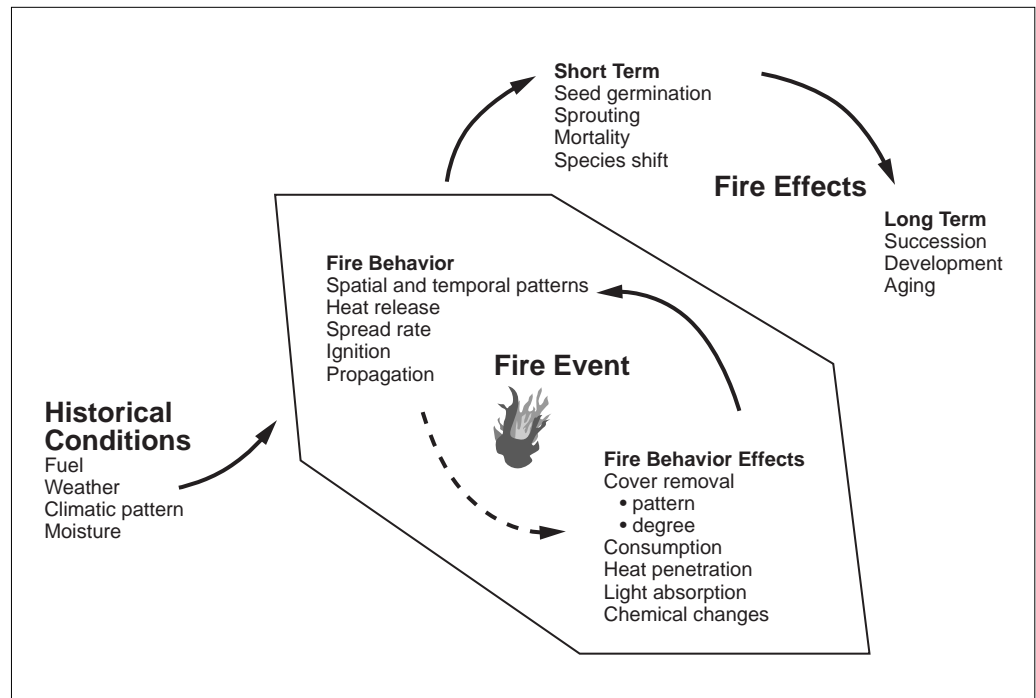 Short Term
Seed germination
Sprouting
Mortality
Species shift
Fire Effects
Long Term
Succession
Development
Aging
Fire Behavior
Spatial and temporal patterns
Heat release
Spread rate
Ignition
Propagation
Fire Event
Historical
Conditions
Fuel
Weather
Climatic pattern
Moisture
Fire Behavior Effects
Cover removal
• pattern
• degree
Consumption
Heat penetration
Light absorption
Chemical changes